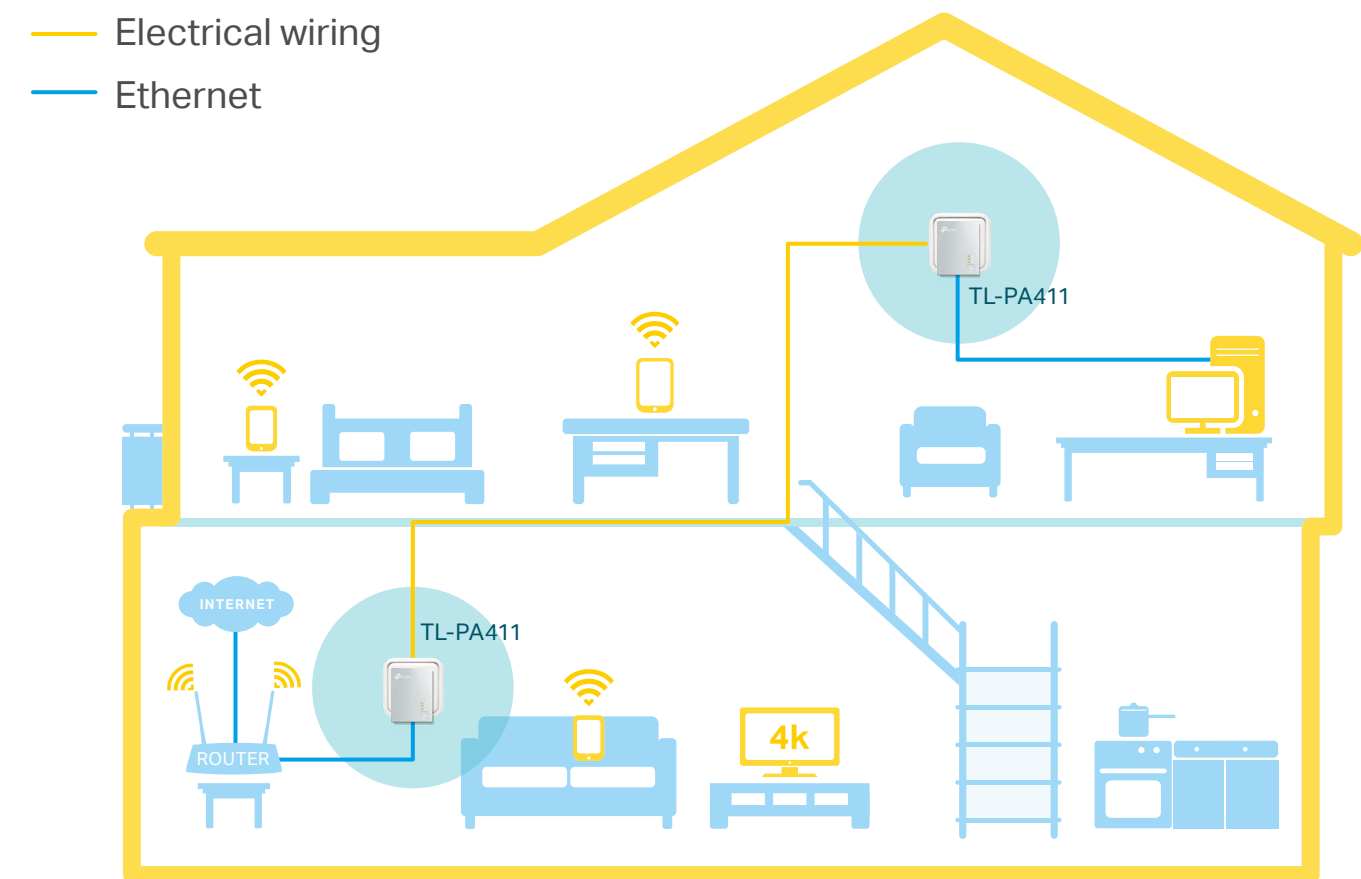 Electrical wiring
Ethernet
TL-PA411
INTERNET
TL-PA411
4k
ROUTER